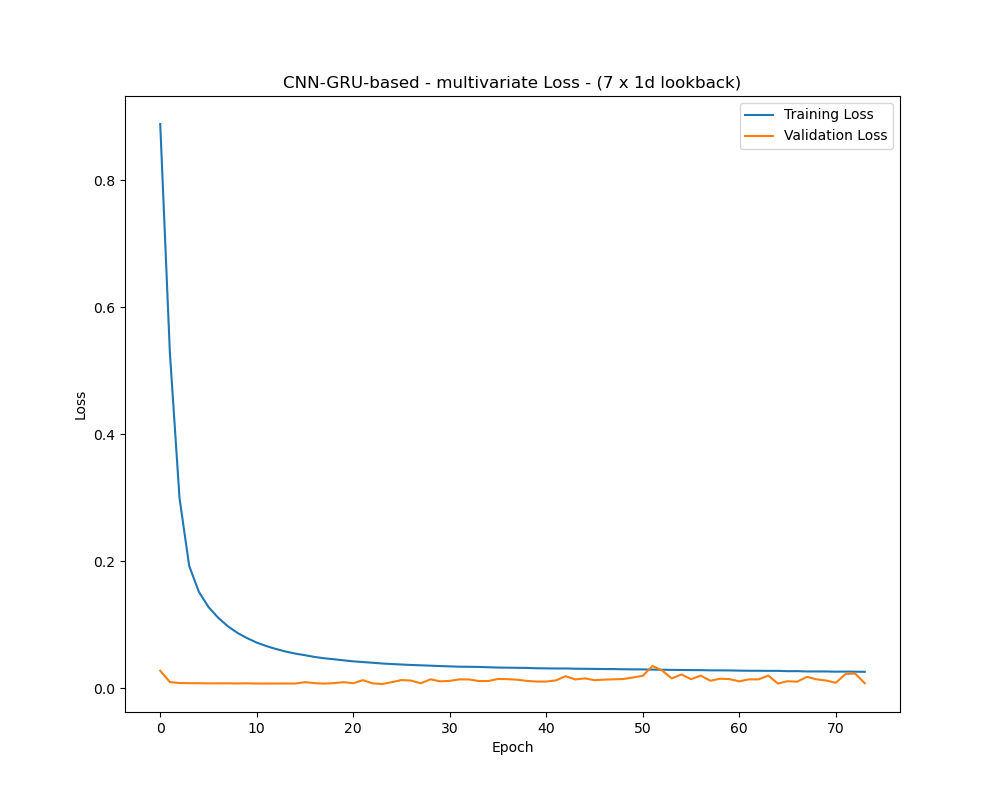 CNN-GRU-based - multivariate Loss - (7 x 1d lookback)
Training Loss
Validation Loss
0.8
0.6
0.4
0.2
0.0
Loss
0 10 20 30 40 50 60 70
Epoch